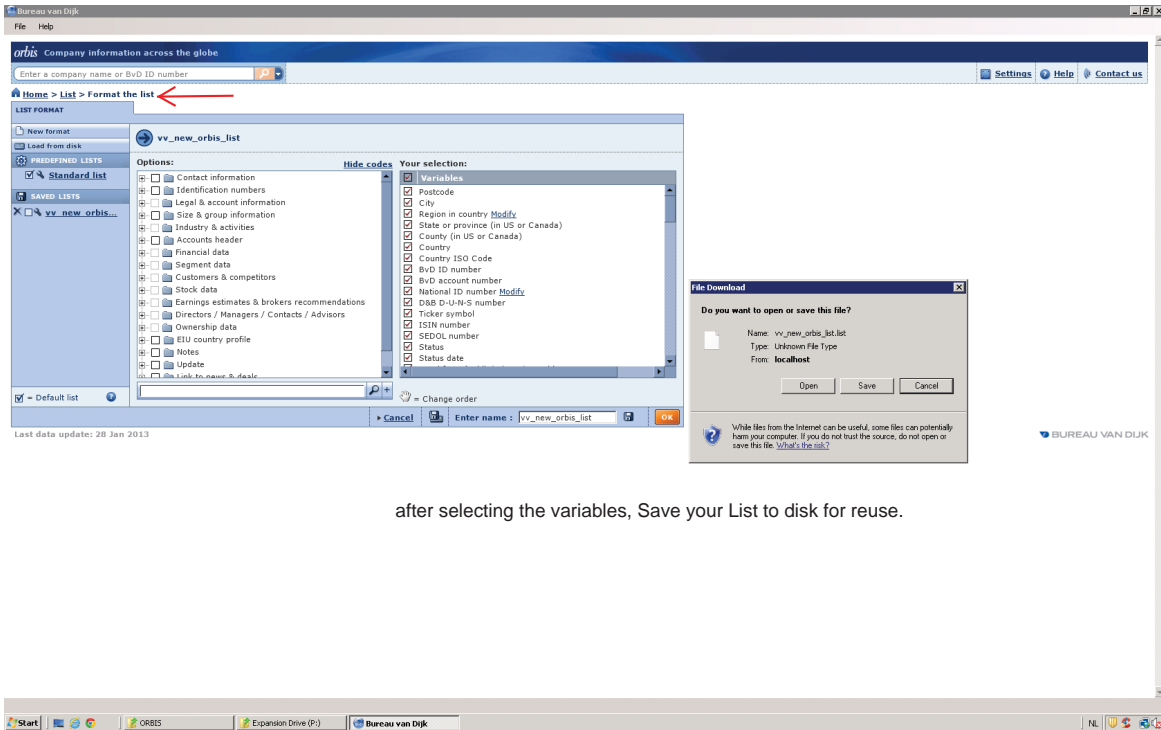 Bureau van Dijk
File Help
orbis Company information across the globe
Enter a company name or BvD ID number
Settings Help Contact us
Home > List > Format the list
LIST FORMAT
New format
Load from disk
PREDEFINED LISTS
Standard list
SAVED LISTS
vv_new_orbis...
= Default list
vv_new_orbis_list
Options:
Hide codes
Contact information
Identification numbers
Legal & account information
Size & group information
Industry & activities
Accounts header
Financial data
Segment data
Customers & competitors
Stock data
Earnings estimates & brokers recommendations
Directors / Managers / Contacts / Advisors
Ownership data
EIU country profile
Notes
Update
Link to news & deals
Your selection:
Variables
Postcode
City
Region in country Modify
State or province (in US or Canada)
County (in US or Canada)
Country
Country ISO Code
BvD ID number
BvD account number
National ID number Modify
D&B D-U-N-S number
Ticker symbol
ISIN number
SEDOL number
Status
Status date
= Change order
Cancel Enter name : vv_new_orbis_list OK
Last data update: 28 Jan 2013
File Download
Do you want to open or save this file?
Name: vv_new_orbis_list.list
Type: Unknown File Type
From: localhost
Open Save Cancel
While files from the Internet can be useful, some files can potentially
harm your computer. If you do not trust the source, do not open or
save this file. What's the risk?
BUREAU VAN DIJK
after selecting the variables, Save your List to disk for reuse.
Start ORBIS Expansion Drive (P:) Bureau van Dijk NL